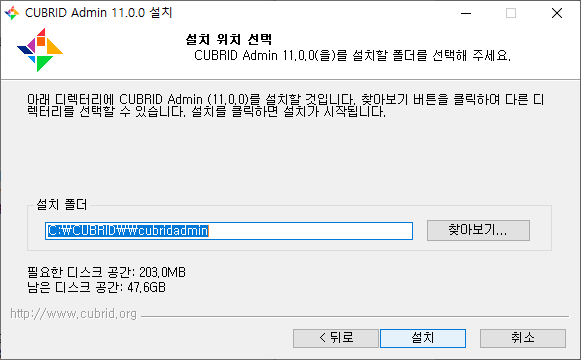 CUBRID Admin 11.0.0 설치
설치 위치 선택
CUBRID Admin 11.0.0(을)를 설치할 폴더를 선택해 주세요.
아래 디렉터리에 CUBRID Admin (11.0.0)를 설치할 것입니다. 찾아보기 버튼을 클릭하여 다른 디
렉터리를 선택할 수 있습니다. 설치를 클릭하면 설치가 시작됩니다.
설치 폴더
C:₩CUBRID₩₩cubridadmin
찾아보기...
필요한 디스크 공간: 203.0MB
남은 디스크 공간: 47.6GB
http://www.cubrid.org
< 뒤로
설치
취소